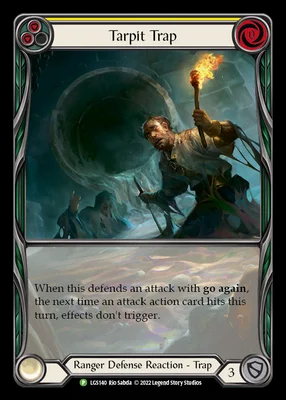 Tarpit Trap
When this defends an attack with go again,
the next time an attack action card hits this
turn, effects don't trigger.
Ranger Defense Reaction - Trap
3
P LGS140 Rio Sabda © 2022 Legend Story Studios